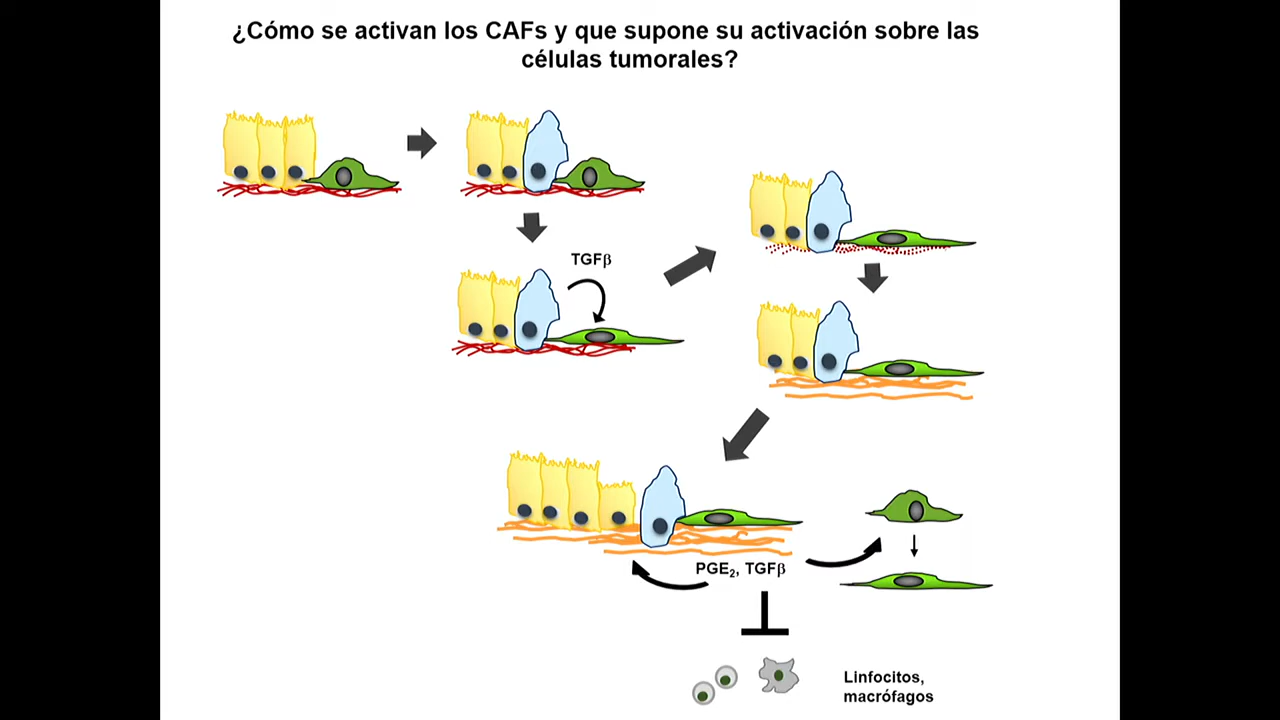 ¿Cómo se activan los CAFs y que supone su activación sobre las
células tumorales?
TGFβ
PGE₂, TGFβ
Linfocitos,
macrófagos